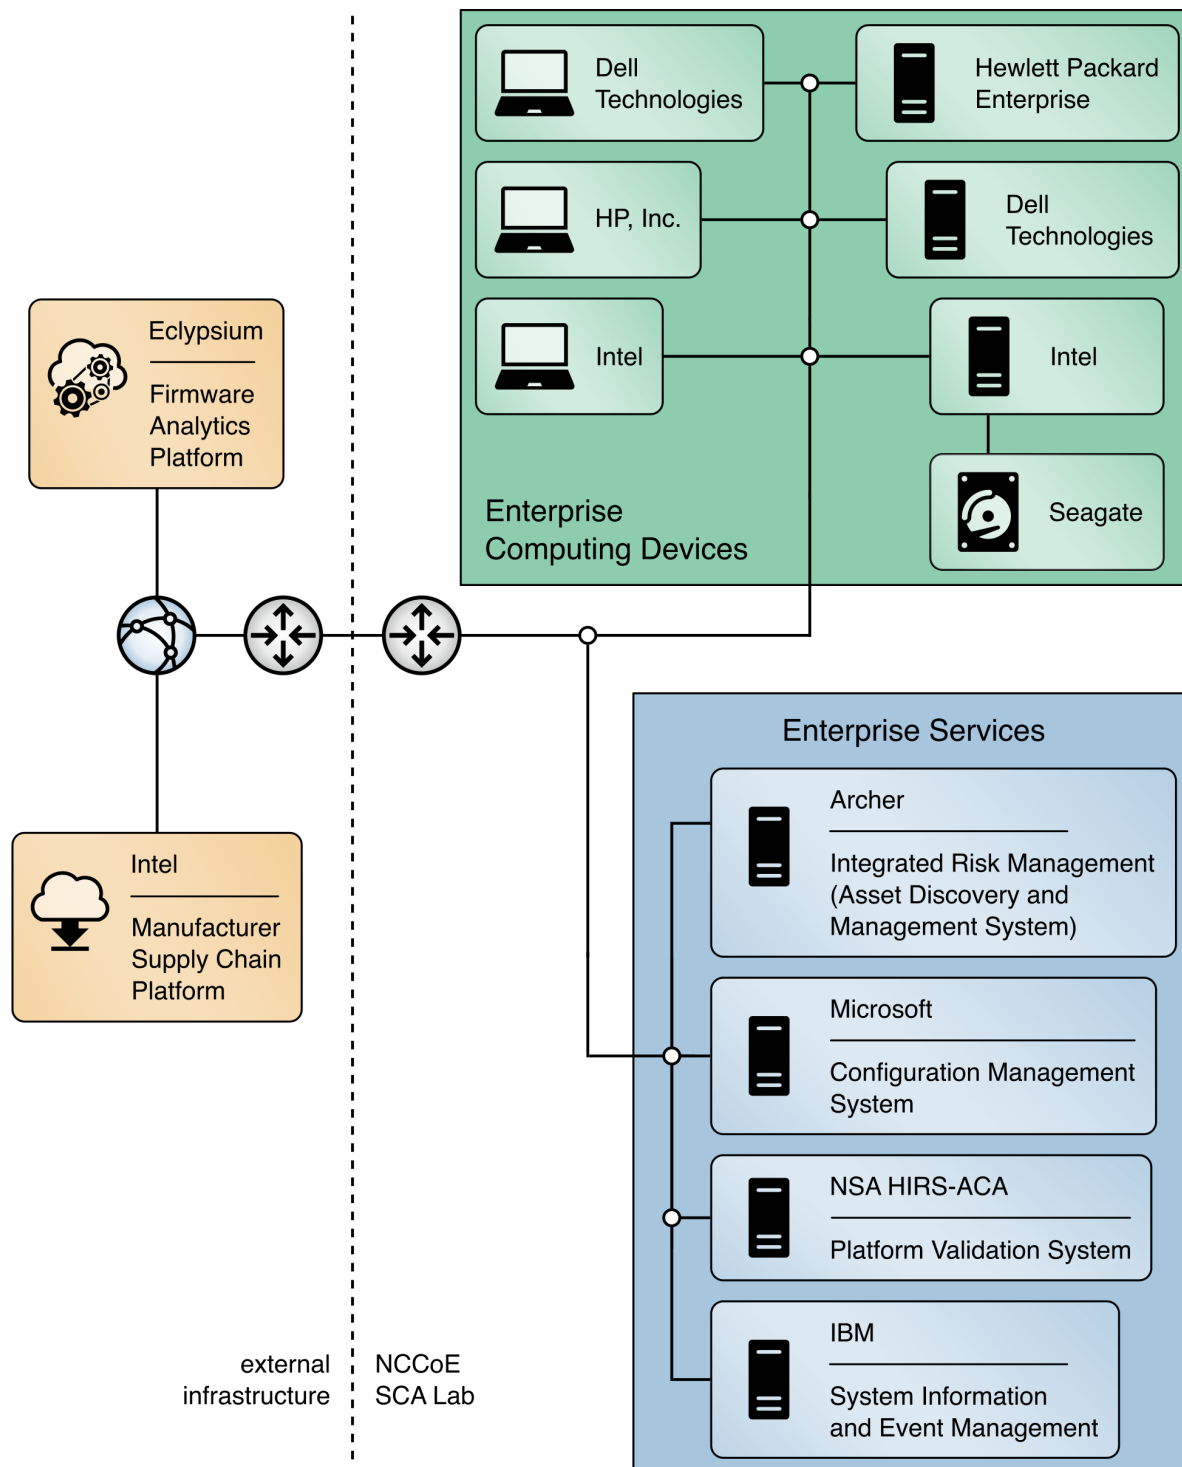 Dell
Technologies
Hewlett Packard
Enterprise
HP, Inc.
Dell
Technologies
Intel
Intel
Seagate
Enterprise
Computing Devices
Eclypsium
Firmware
Analytics
Platform
Intel
Manufacturer
Supply Chain
Platform
Enterprise Services
Archer
Integrated Risk Management
(Asset Discovery and
Management System)
Microsoft
Configuration Management
System
NSA HIRS-ACA
Platform Validation System
IBM
System Information
and Event Management
external
infrastructure
NCCoE
SCA Lab